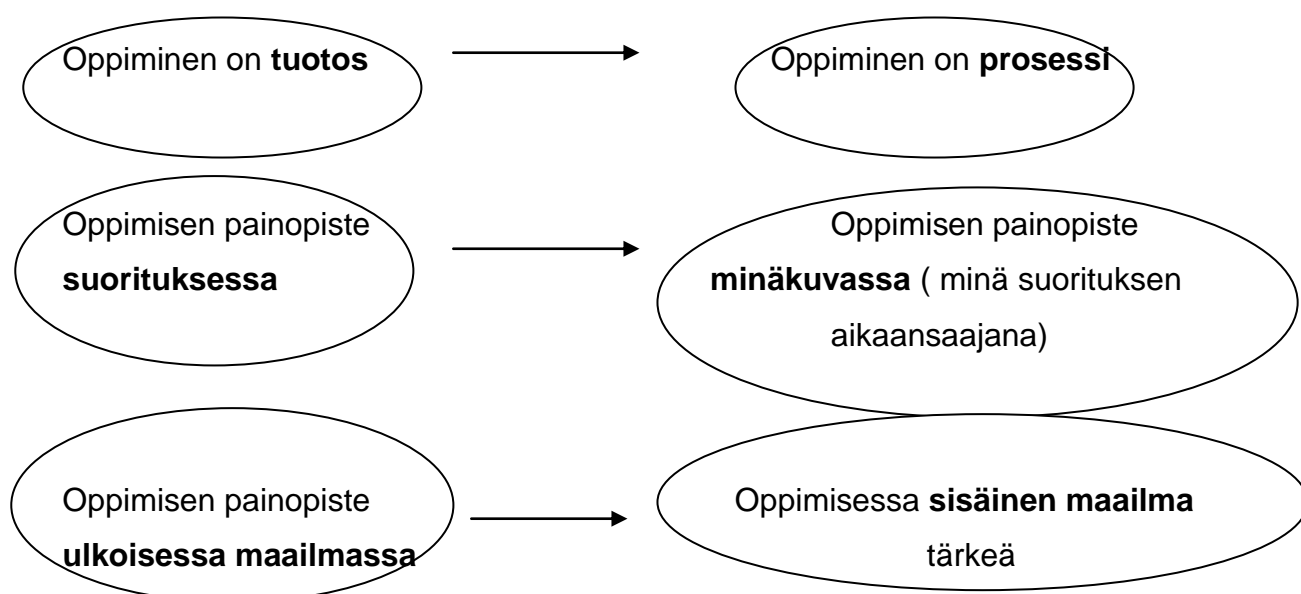 Oppiminen on tuotos
Oppiminen on prosessi
Oppimisen painopiste
suorituksessa
Oppimisen painopiste
minäkuvassa ( minä suorituksen
aikaansaajana)
Oppimisen painopiste
ulkoisessa maailmassa
Oppimisessa sisäinen maailma
tärkeä